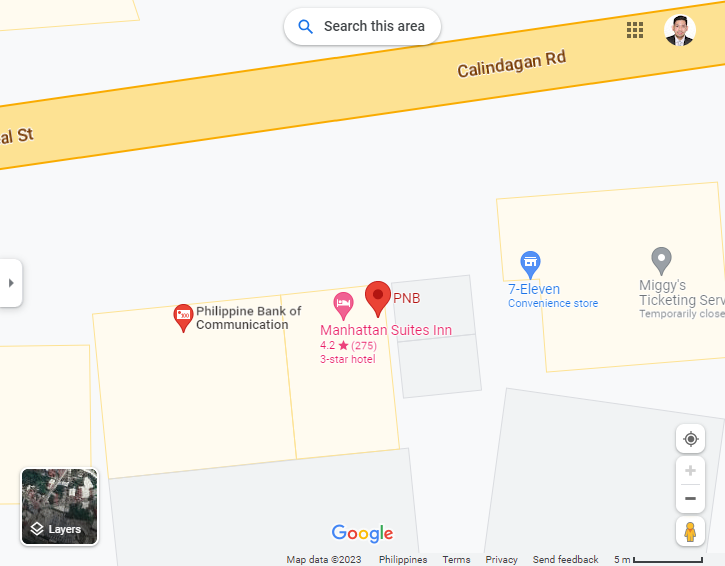 Search this area
Calindagan Rd
al St
7-Eleven
Convenience store
Miggy's
Ticketing Serv
Temporarily close
PNB
Philippine Bank of
Communication
Manhattan Suites Inn
4.2 ★ (275)
3-star hotel
Layers
Google
Map data ©2023 Philippines Terms Privacy Send feedback 5 m